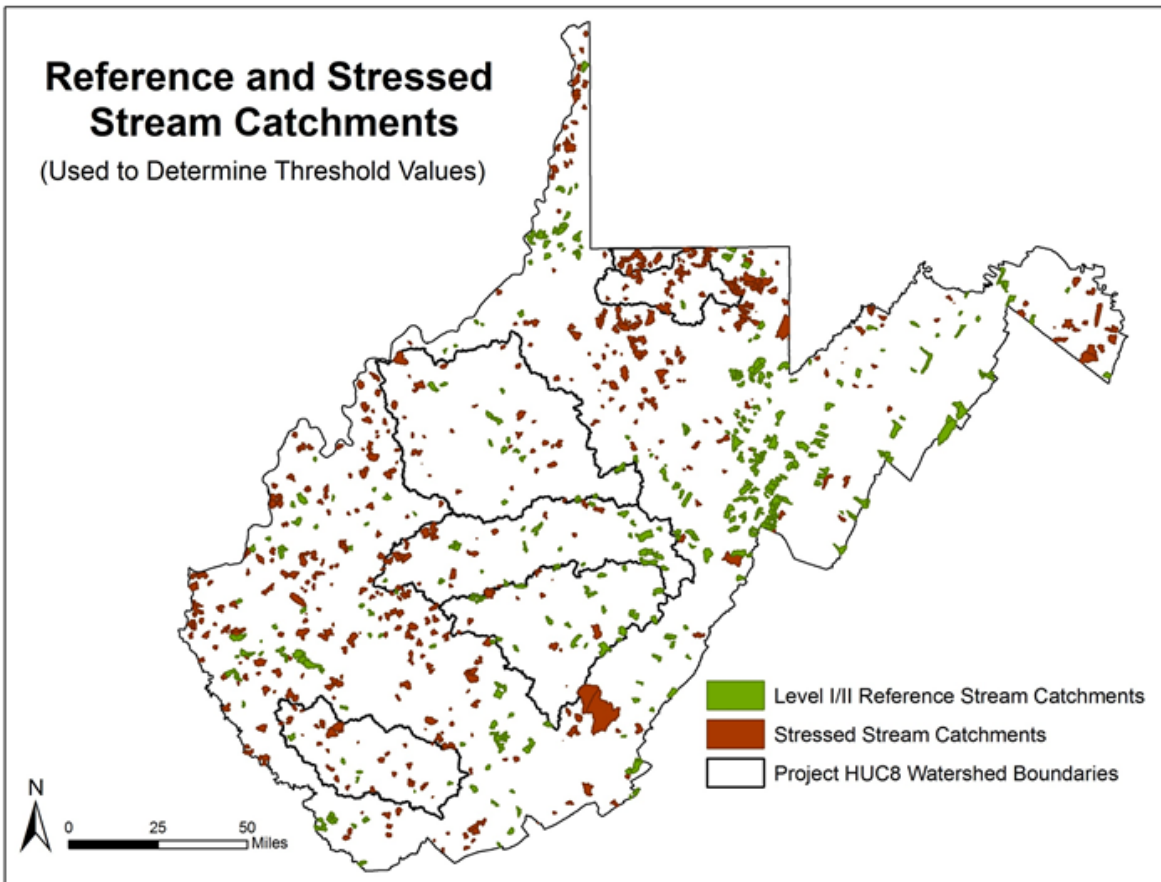 Reference and Stressed
Stream Catchments
(Used to Determine Threshold Values)
Level I/II Reference Stream Catchments
Stressed Stream Catchments
Project HUC8 Watershed Boundaries
N
0 25 50
Miles